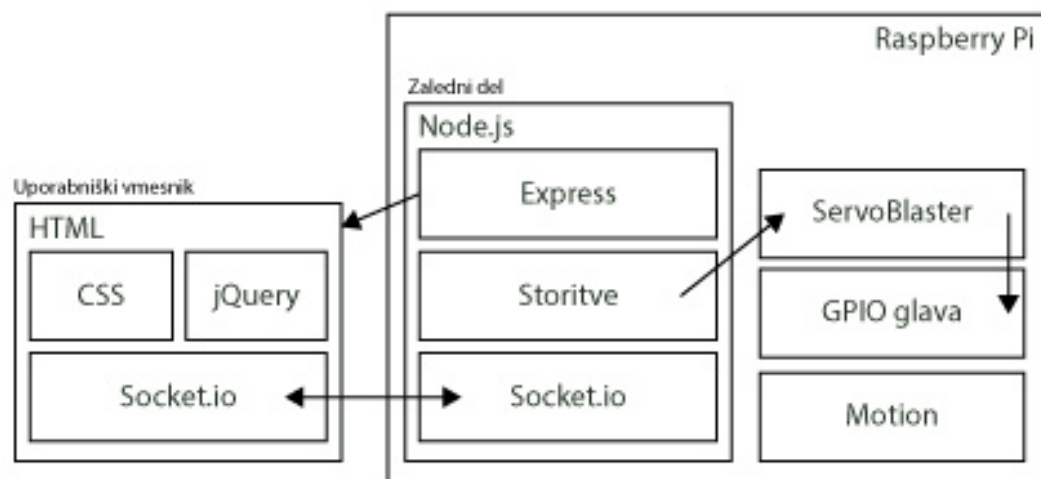 Raspberry Pi
Zaledni del
Node.js
Express
Storitve
Socket.io
ServoBlaster
GPIO glava
Motion
Uporabniški vmesnik
HTML
CSS
jQuery
Socket.io